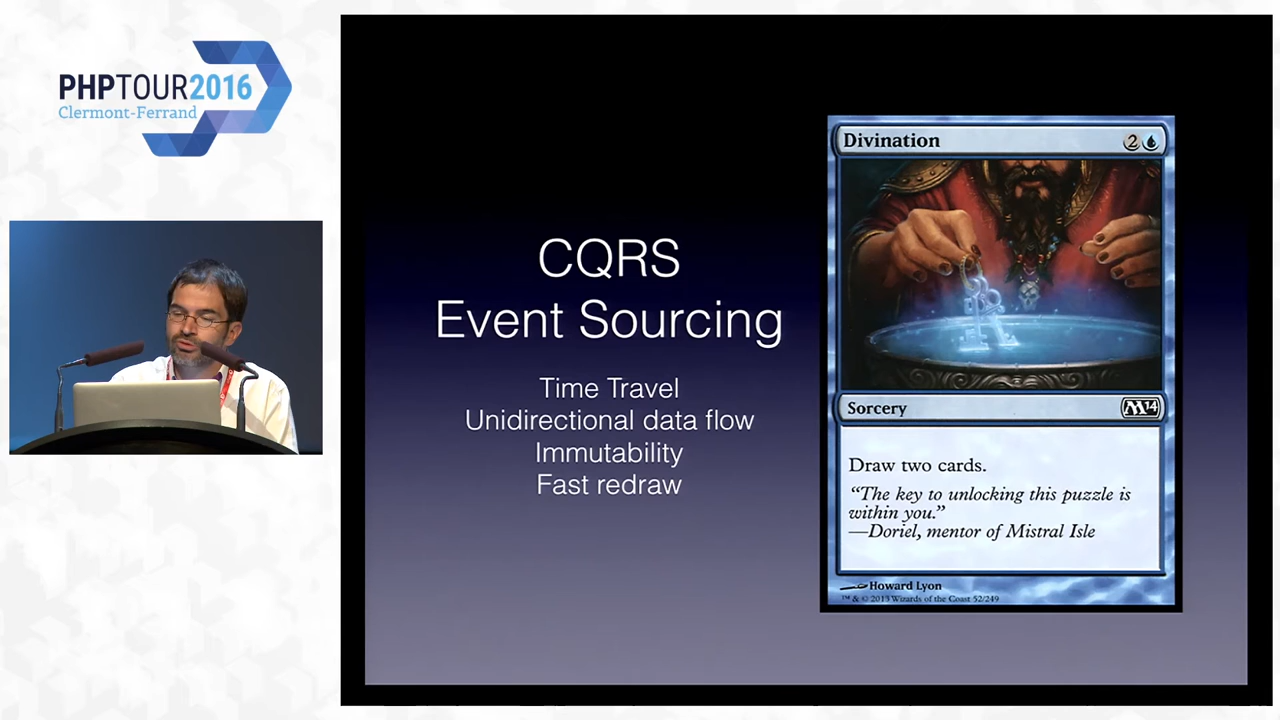 PHPTOUR2016
Clermont-Ferrand
CQRS
Event Sourcing
Time Travel
Unidirectional data flow
Immutability
Fast redraw
Divination
2
Sorcery
M14
Draw two cards.
“The key to unlocking this puzzle is
within you.”
—Doriel, mentor of Mistral Isle
Howard Lyon
™ & © 2013 Wizards of the Coast 52/249